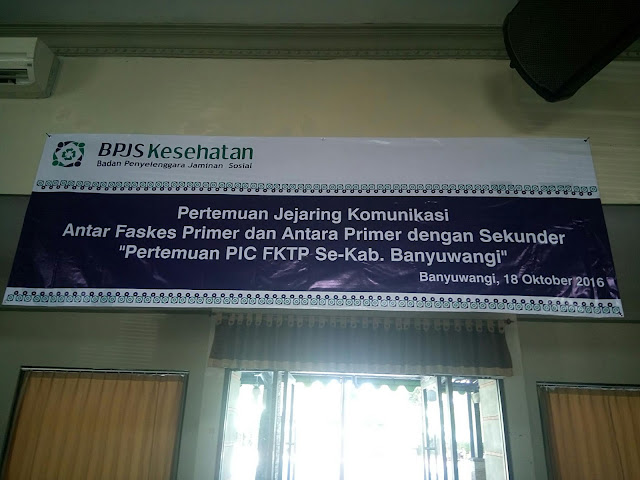 BPJS Kesehatan
Badan Penyelenggara Jaminan Sosial
Pertemuan Jejaring Komunikasi
Antar Faskes Primer dan Antara Primer dengan Sekunder
"Pertemuan PIC FKTP Se-Kab. Banyuwangi"
Banyuwangi, 18 Oktober 2016